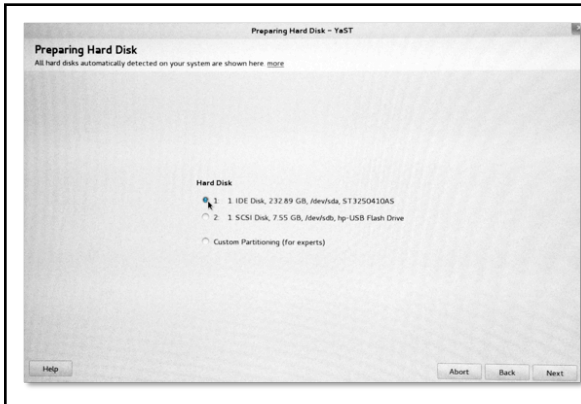 Preparing Hard Disk - YaST
Preparing Hard Disk
All hard disks automatically detected on your system are shown here more
Hard Disk
1: 1. IDE Disk, 232.89 GB, /dev/sda, ST3250410AS
2: 1. SCSI Disk, 7.55 GB, /dev/sdb, hp-USB Flash Drive
Custom Partitioning (for experts)
Help
Abort
Back
Next